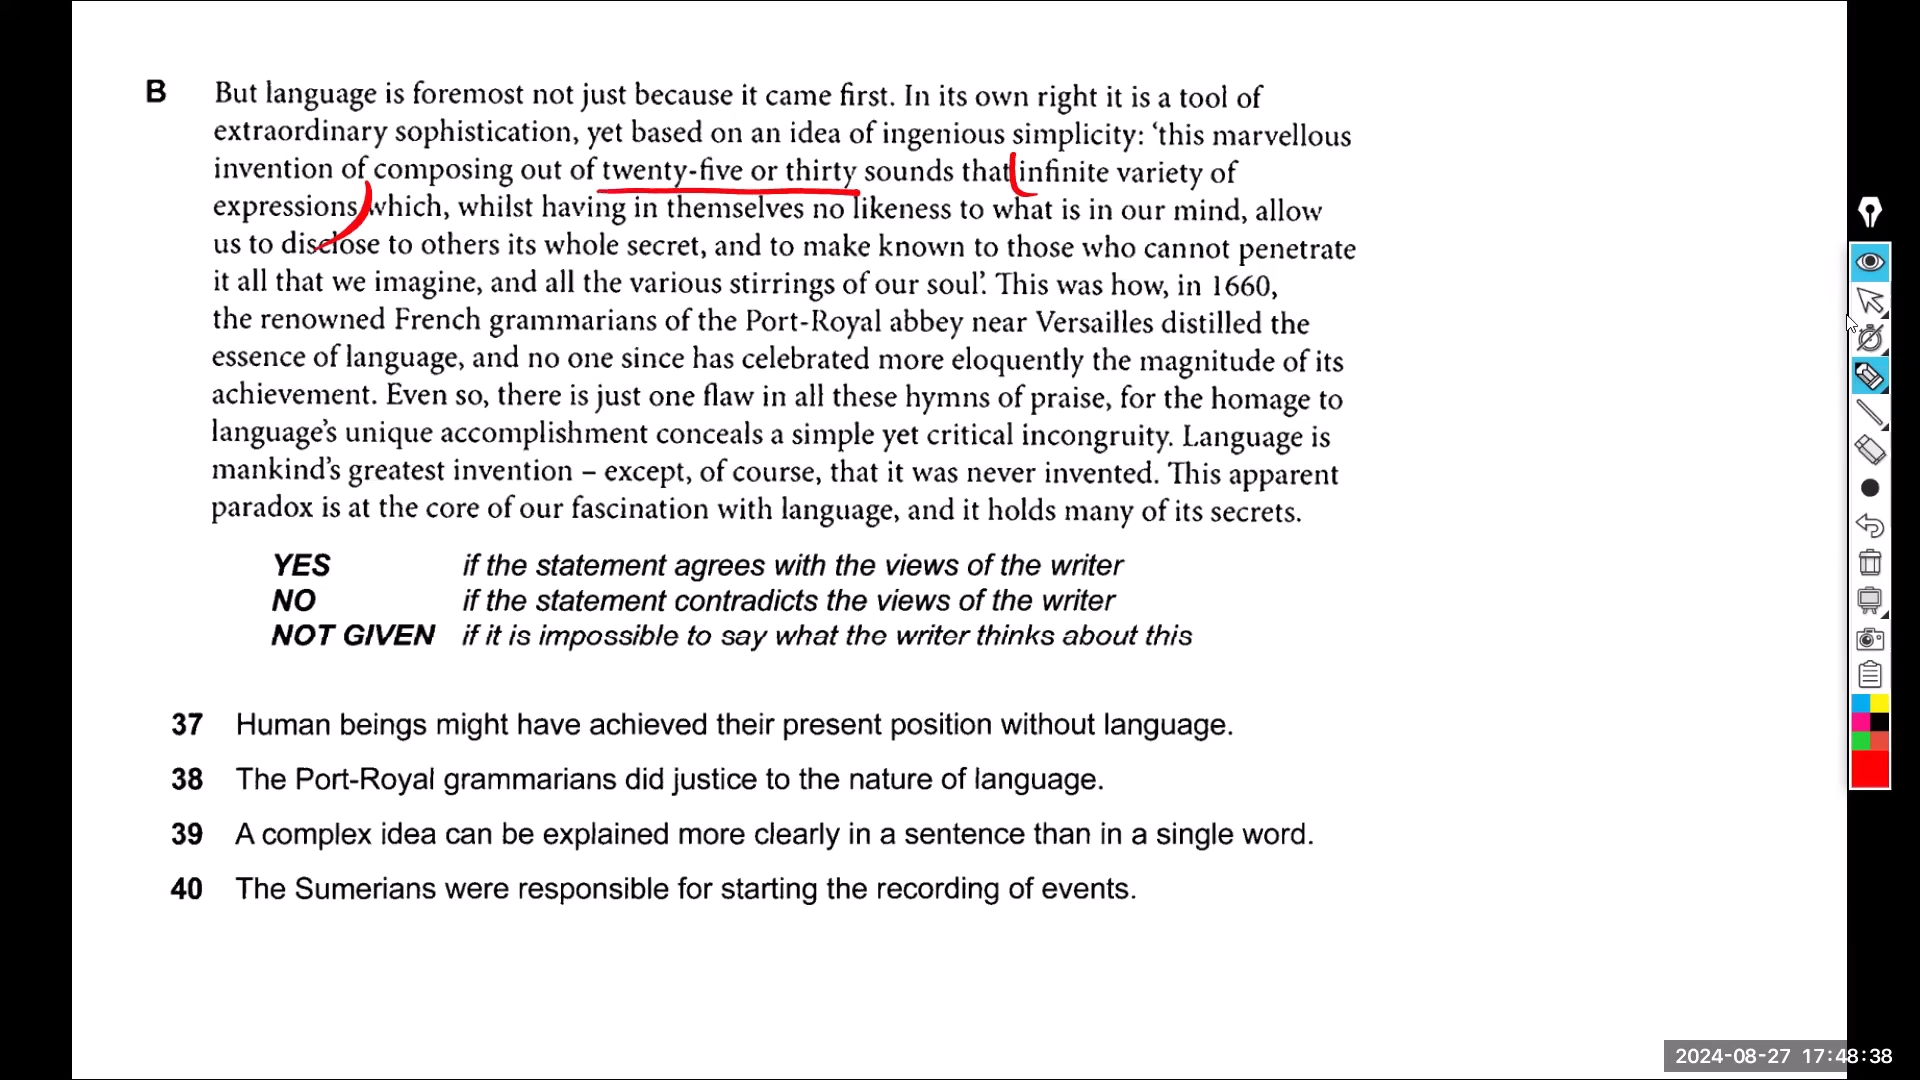 B But language is foremost not just because it came first. In its own right it is a tool of
extraordinary sophistication, yet based on an idea of ingenious simplicity: ‘this marvellous
invention of composing out of twenty-five or thirty sounds that infinite variety of
expressions which, whilst having in themselves no likeness to what is in our mind, allow
us to disclose to others its whole secret, and to make known to those who cannot penetrate
it all that we imagine, and all the various stirrings of our soul’. This was how, in 1660,
the renowned French grammarians of the Port-Royal abbey near Versailles distilled the
essence of language, and no one since has celebrated more eloquently the magnitude of its
achievement. Even so, there is just one flaw in all these hymns of praise, for the homage to
language’s unique accomplishment conceals a simple yet critical incongruity. Language is
mankind’s greatest invention – except, of course, that it was never invented. This apparent
paradox is at the core of our fascination with language, and it holds many of its secrets.
YES if the statement agrees with the views of the writer
NO if the statement contradicts the views of the writer
NOT GIVEN if it is impossible to say what the writer thinks about this
37 Human beings might have achieved their present position without language.
38 The Port-Royal grammarians did justice to the nature of language.
39 A complex idea can be explained more clearly in a sentence than in a single word.
40 The Sumerians were responsible for starting the recording of events.
2024-08-27 17:48:38